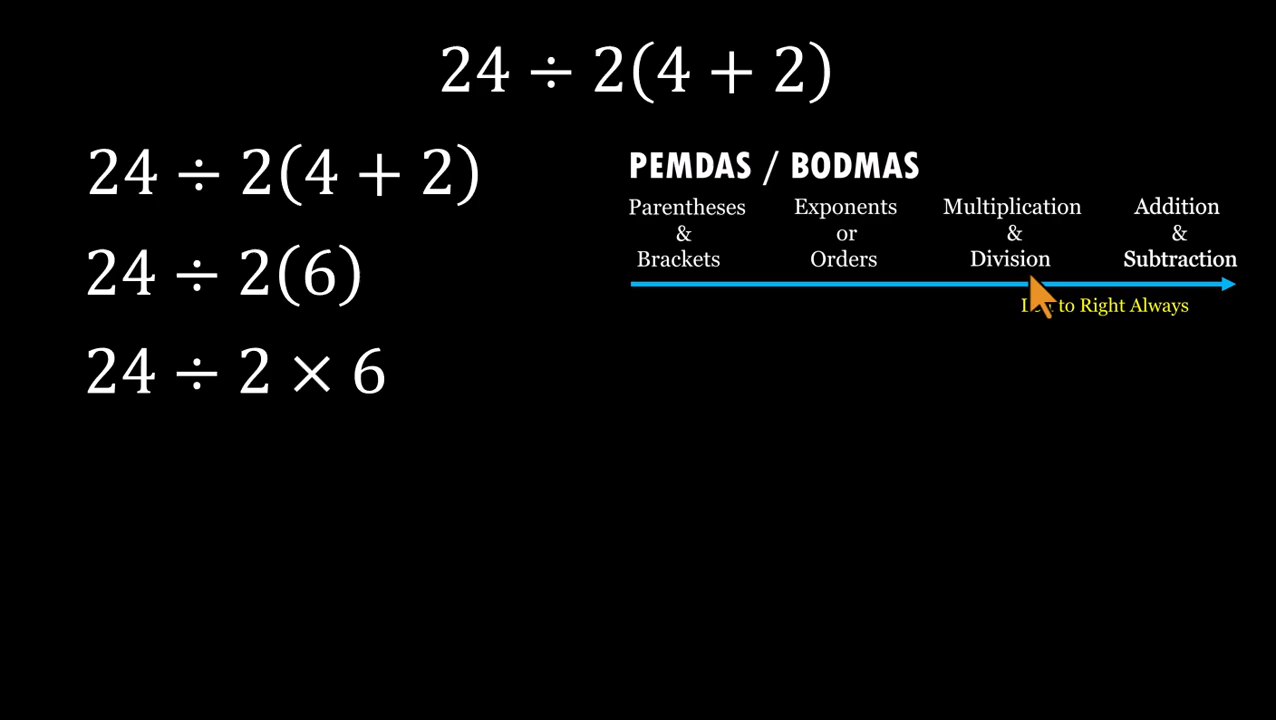 24 ÷ 2(4 + 2)
24 ÷ 2(4 + 2)
24 ÷ 2(6)
24 ÷ 2 × 6
PEMDAS / BODMAS
Parentheses & Brackets
Exponents or Orders
Multiplication & Division
Addition & Subtraction
to Right Always